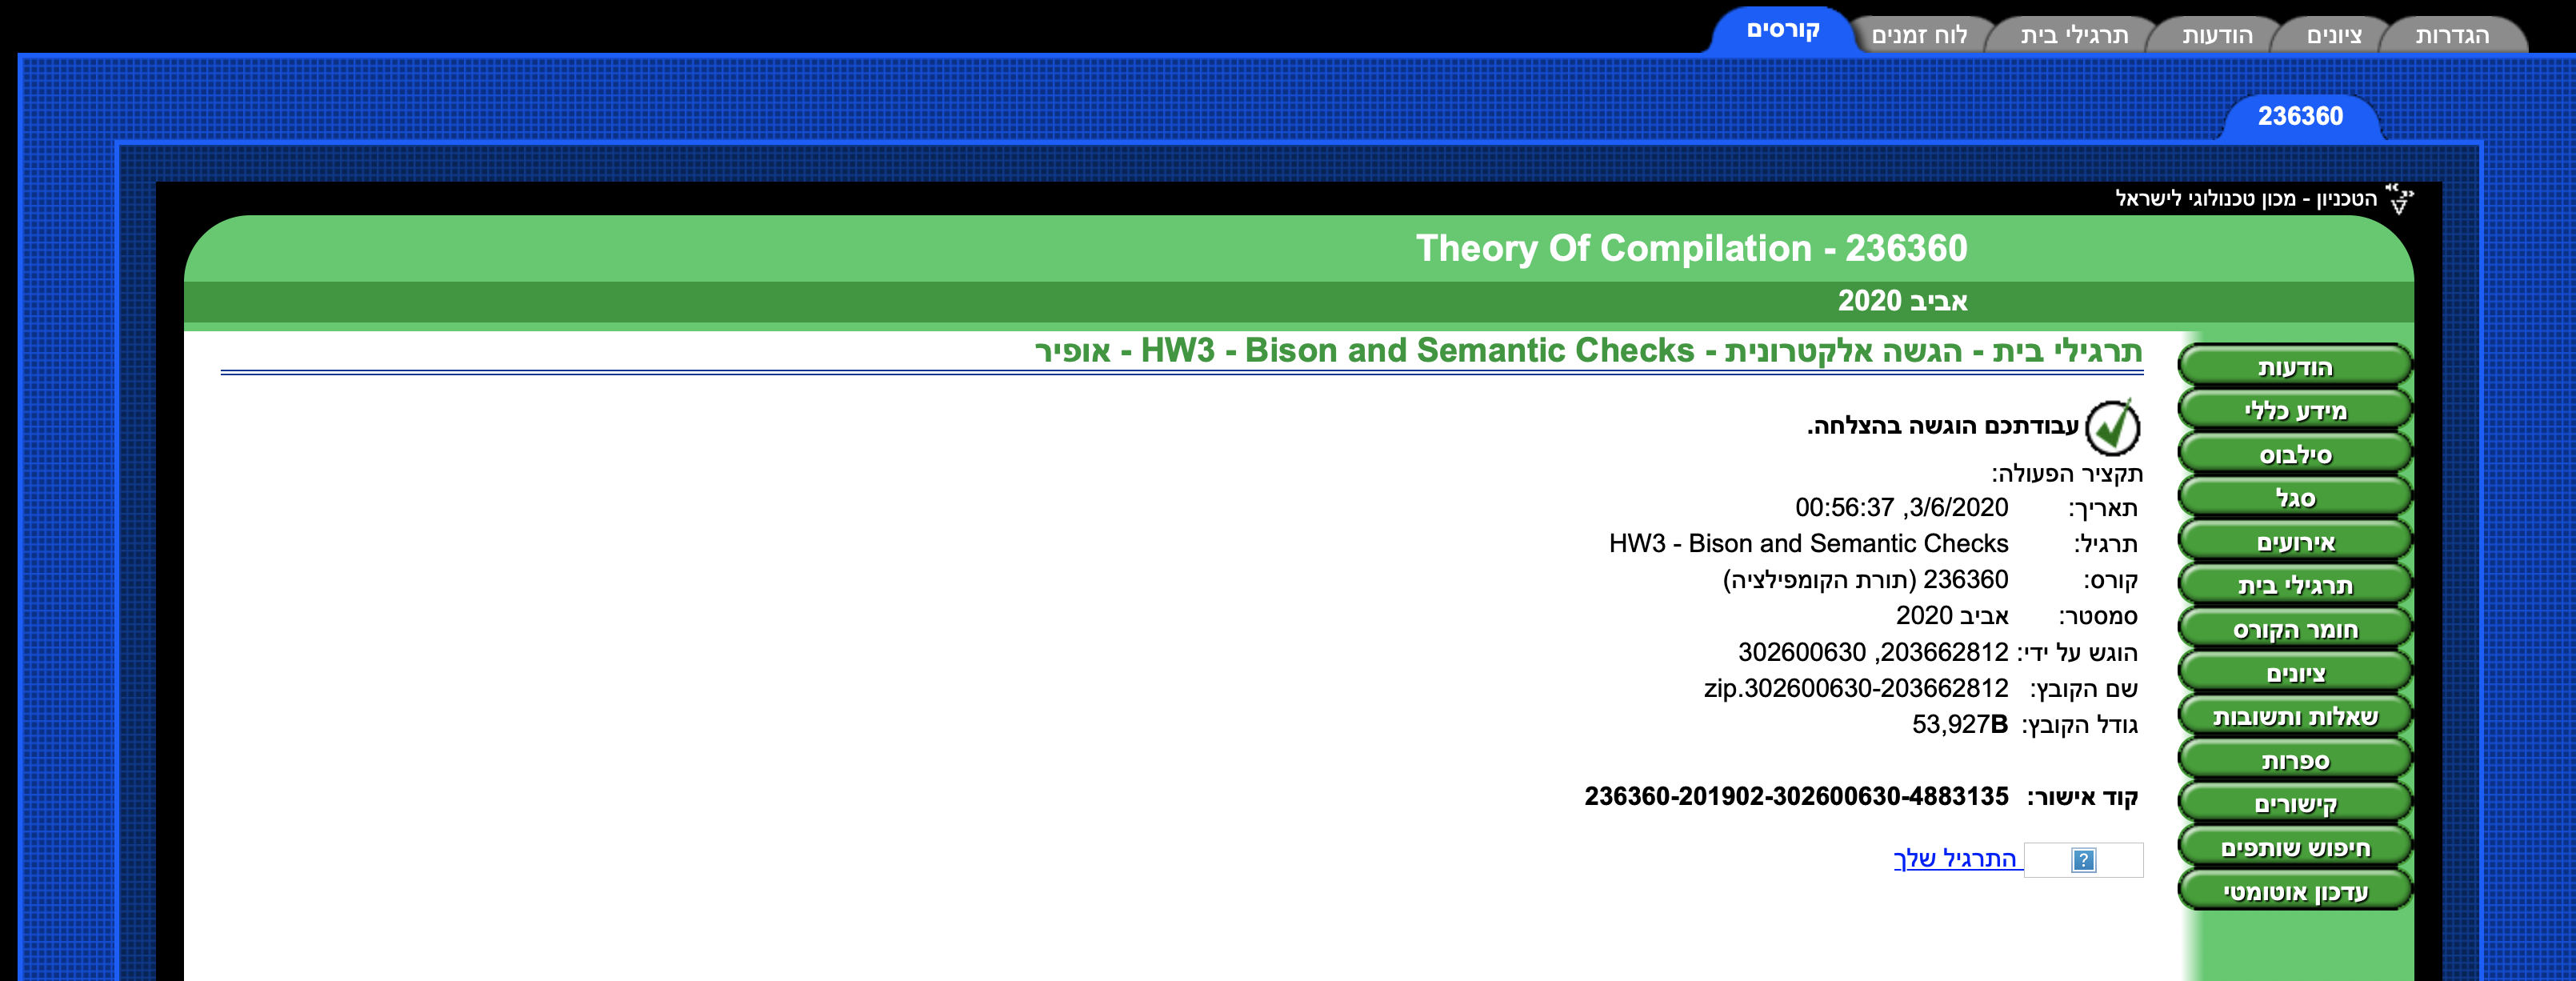 קורסים
לוח זמנים
תרגילי בית
הודעות
ציונים
הגדרות
236360
הטכניון - מכון טכנולוגי לישראל
Theory Of Compilation - 236360
אביב 2020
תרגילי בית - הגשה אלקטרונית - HW3 - Bison and Semantic Checks - אופיר
עבודתכם הוגשה בהצלחה.
תקציר הפעולה:
תאריך: 3/6/2020, 00:56:37
תרגיל: HW3 - Bison and Semantic Checks
קורס: 236360 (תורת הקומפילציה)
סמסטר: אביב 2020
הוגש על ידי: 203662812, 302600630
שם הקובץ: 302600630-203662812.zip
גודל הקובץ: 53,927B
קוד אישור: 236360-201902-302600630-4883135
התרגיל שלך
הודעות
מידע כללי
סילבוס
סגל
אירועים
תרגילי בית
חומר הקורס
ציונים
שאלות ותשובות
ספרות
קישורים
חיפוש שותפים
עדכון אוטומטי